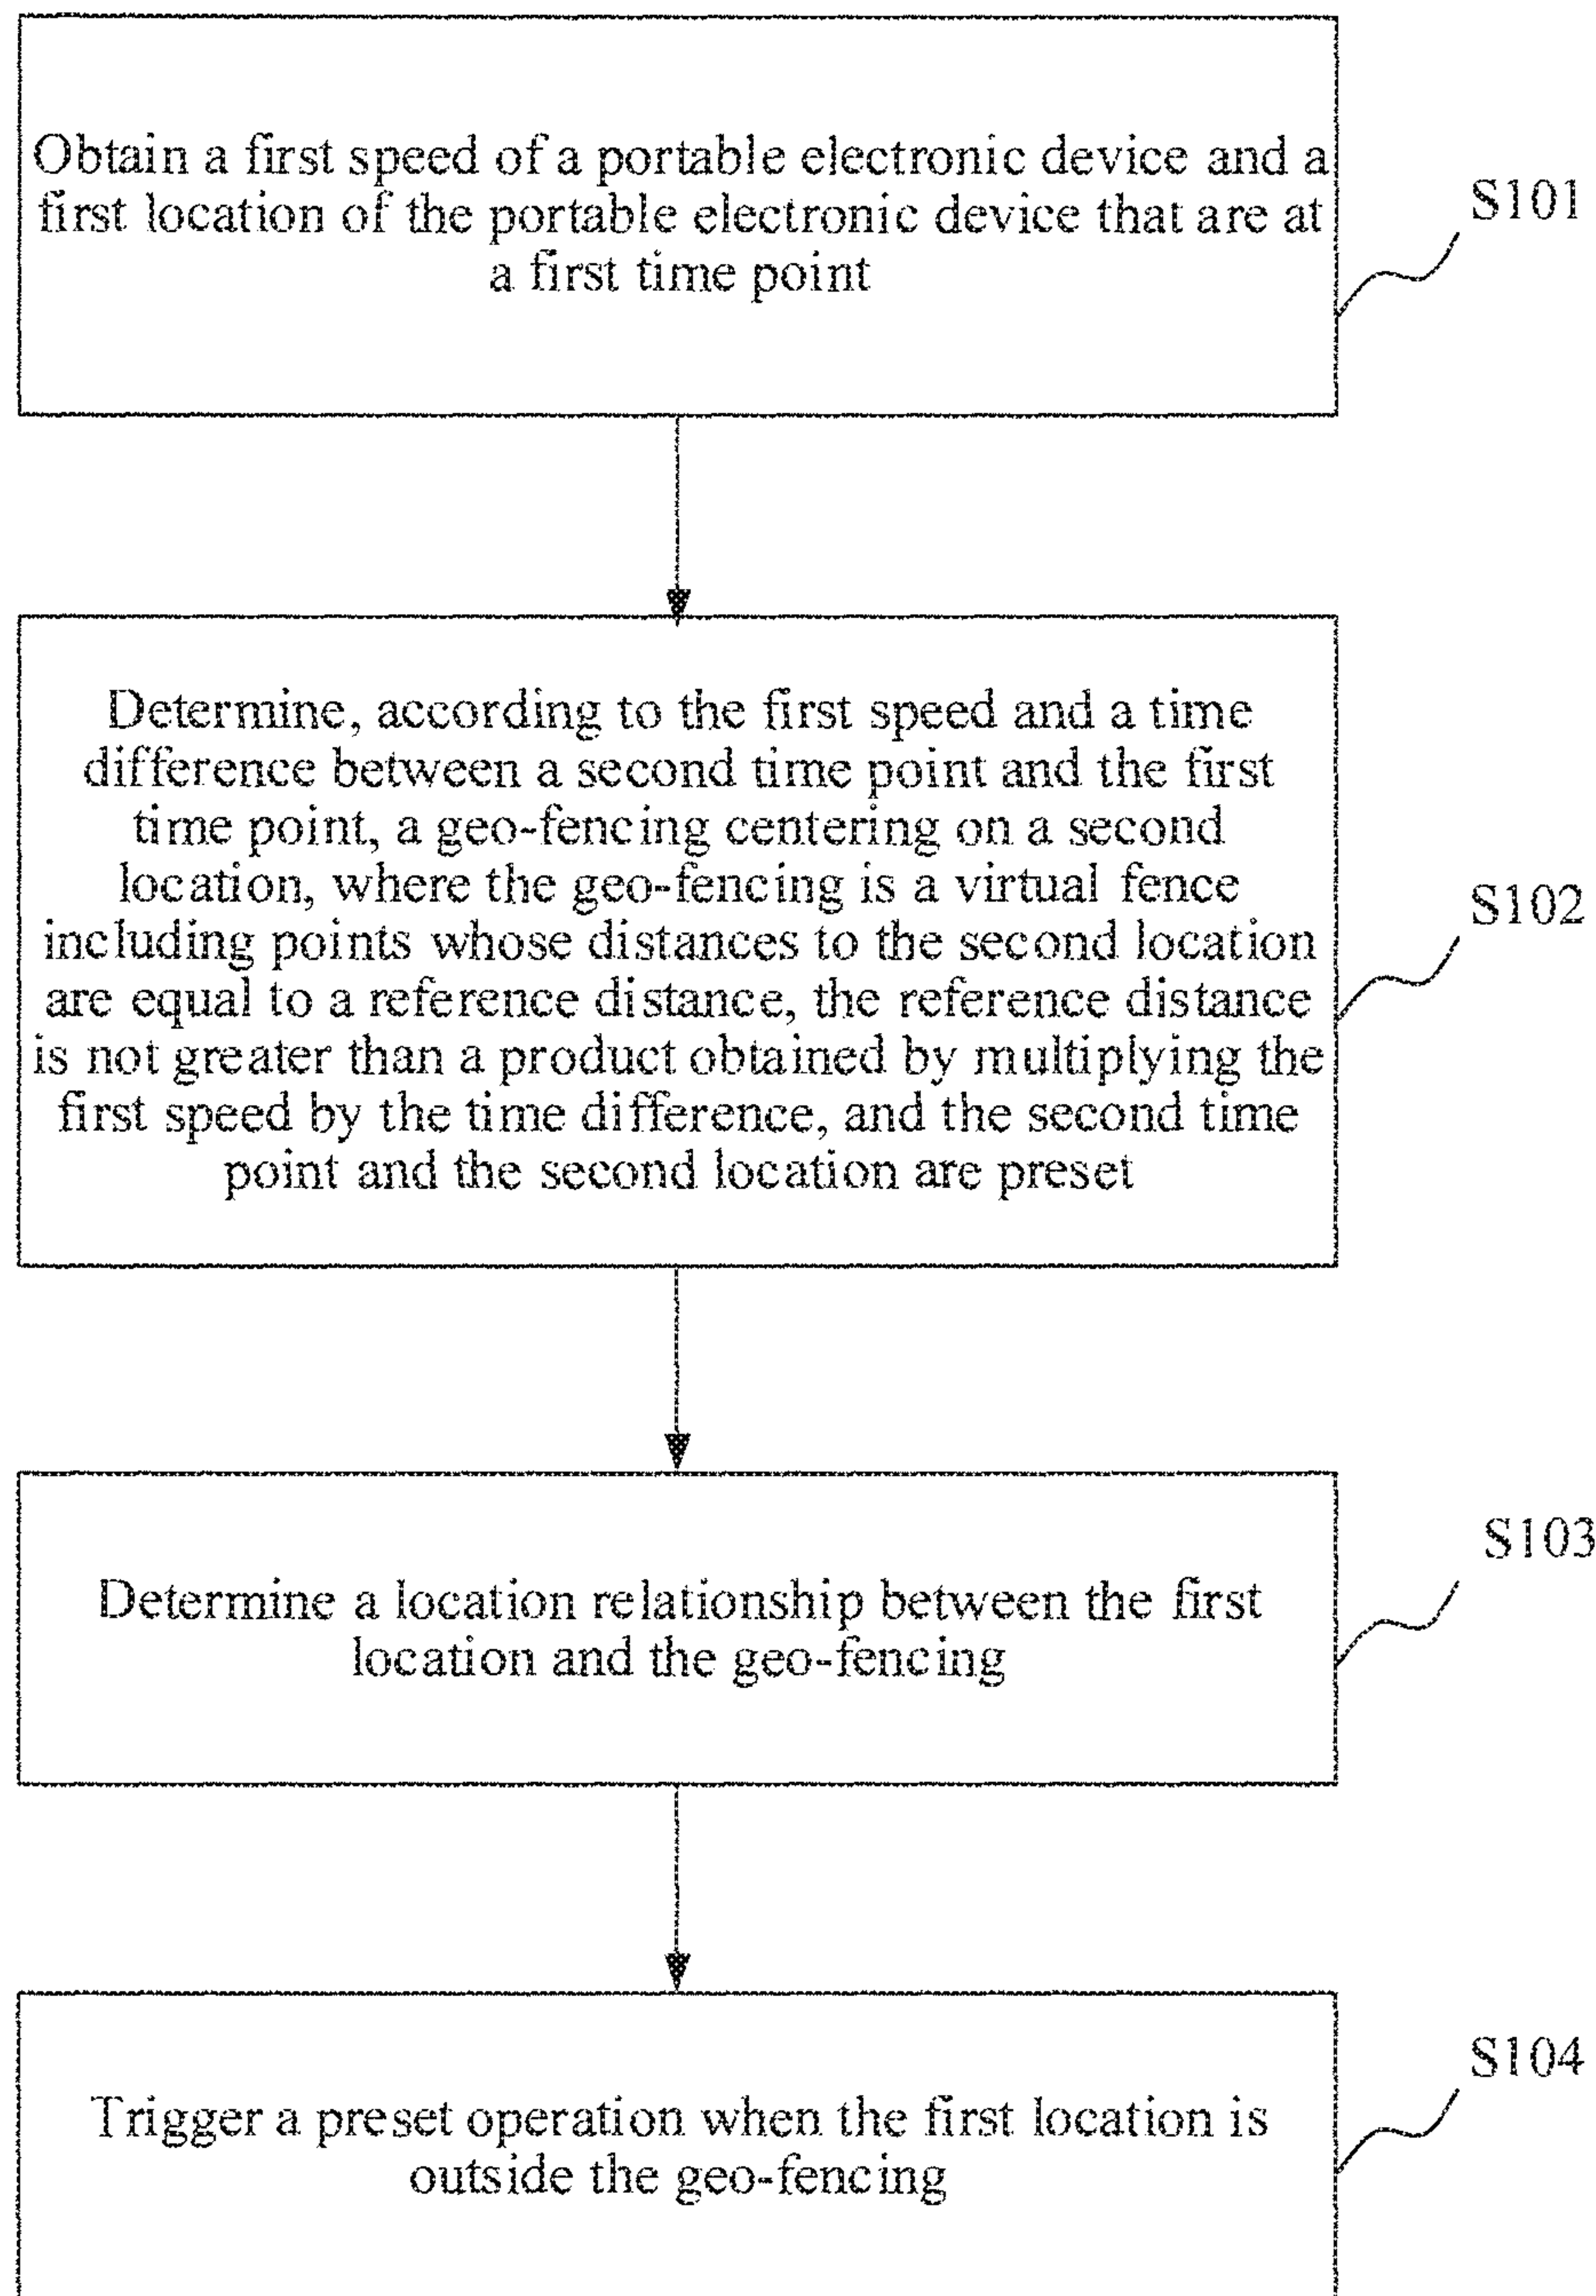 Obtain a first speed of a portable electronic device and a
first location of the portable electronic device that are at
a first time point
S101
Determine, according to the first speed and a time
difference between a second time point and the first
time point, a geo-fencing centering on a second
location, where the geo-fencing is a virtual fence
including points whose distances to the second location
are equal to a reference distance, the reference distance
is not greater than a product obtained by multiplying the
first speed by the time difference, and the second time
point and the second location are preset
S102
Determine a location relationship between the first
location and the geo-fencing
S103
Trigger a preset operation when the first location is
outside the geo-fencing
S104